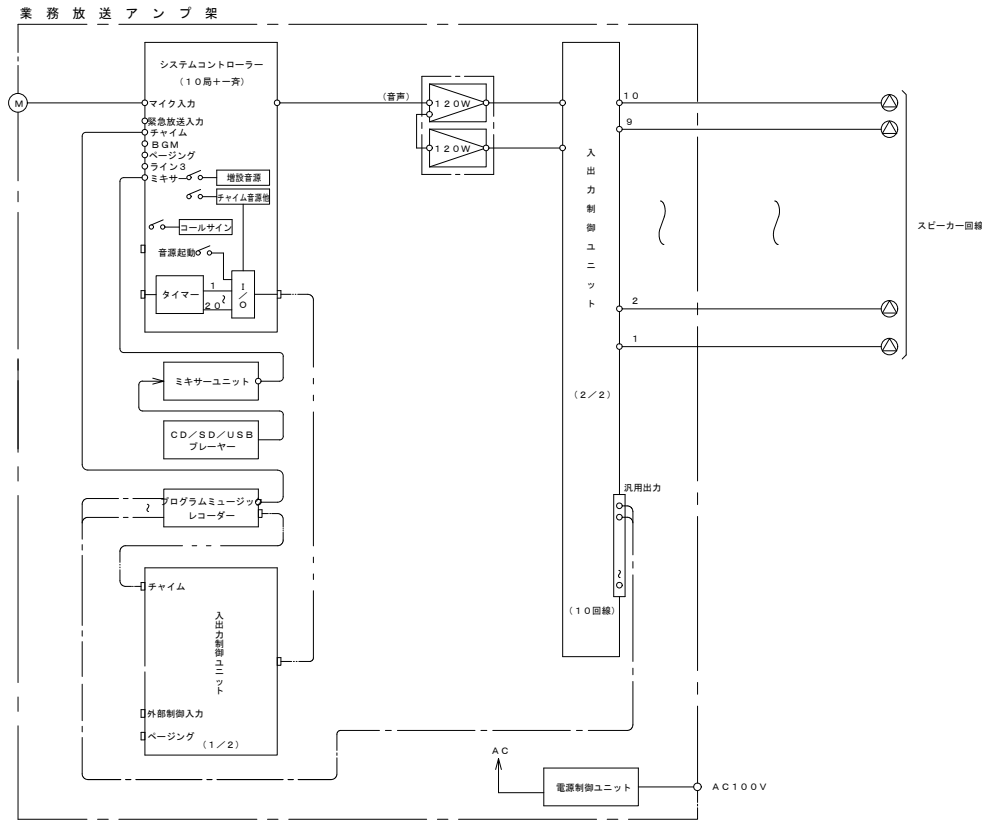 業務放送アンプ架
システムコントローラー
(10局+一斉)
M
マイク入力
緊急放送入力
チャイム
BGM
ページング
ライン3
ミキサー
増設音源
チャイム音源他
コールサイン
音源起動
タイマー
1
~
20
I/O
(音声)
120W
120W
入出力制御ユニット
(2/2)
10
9
2
1
スピーカー回線
ミキサーユニット
CD/SD/USB
プレーヤー
プログラムミュージック
レコーダー
~
汎用出力
~
(10回線)
チャイム
入出力制御ユニット
外部制御入力
ページング
(1/2)
AC
電源制御ユニット
AC100V